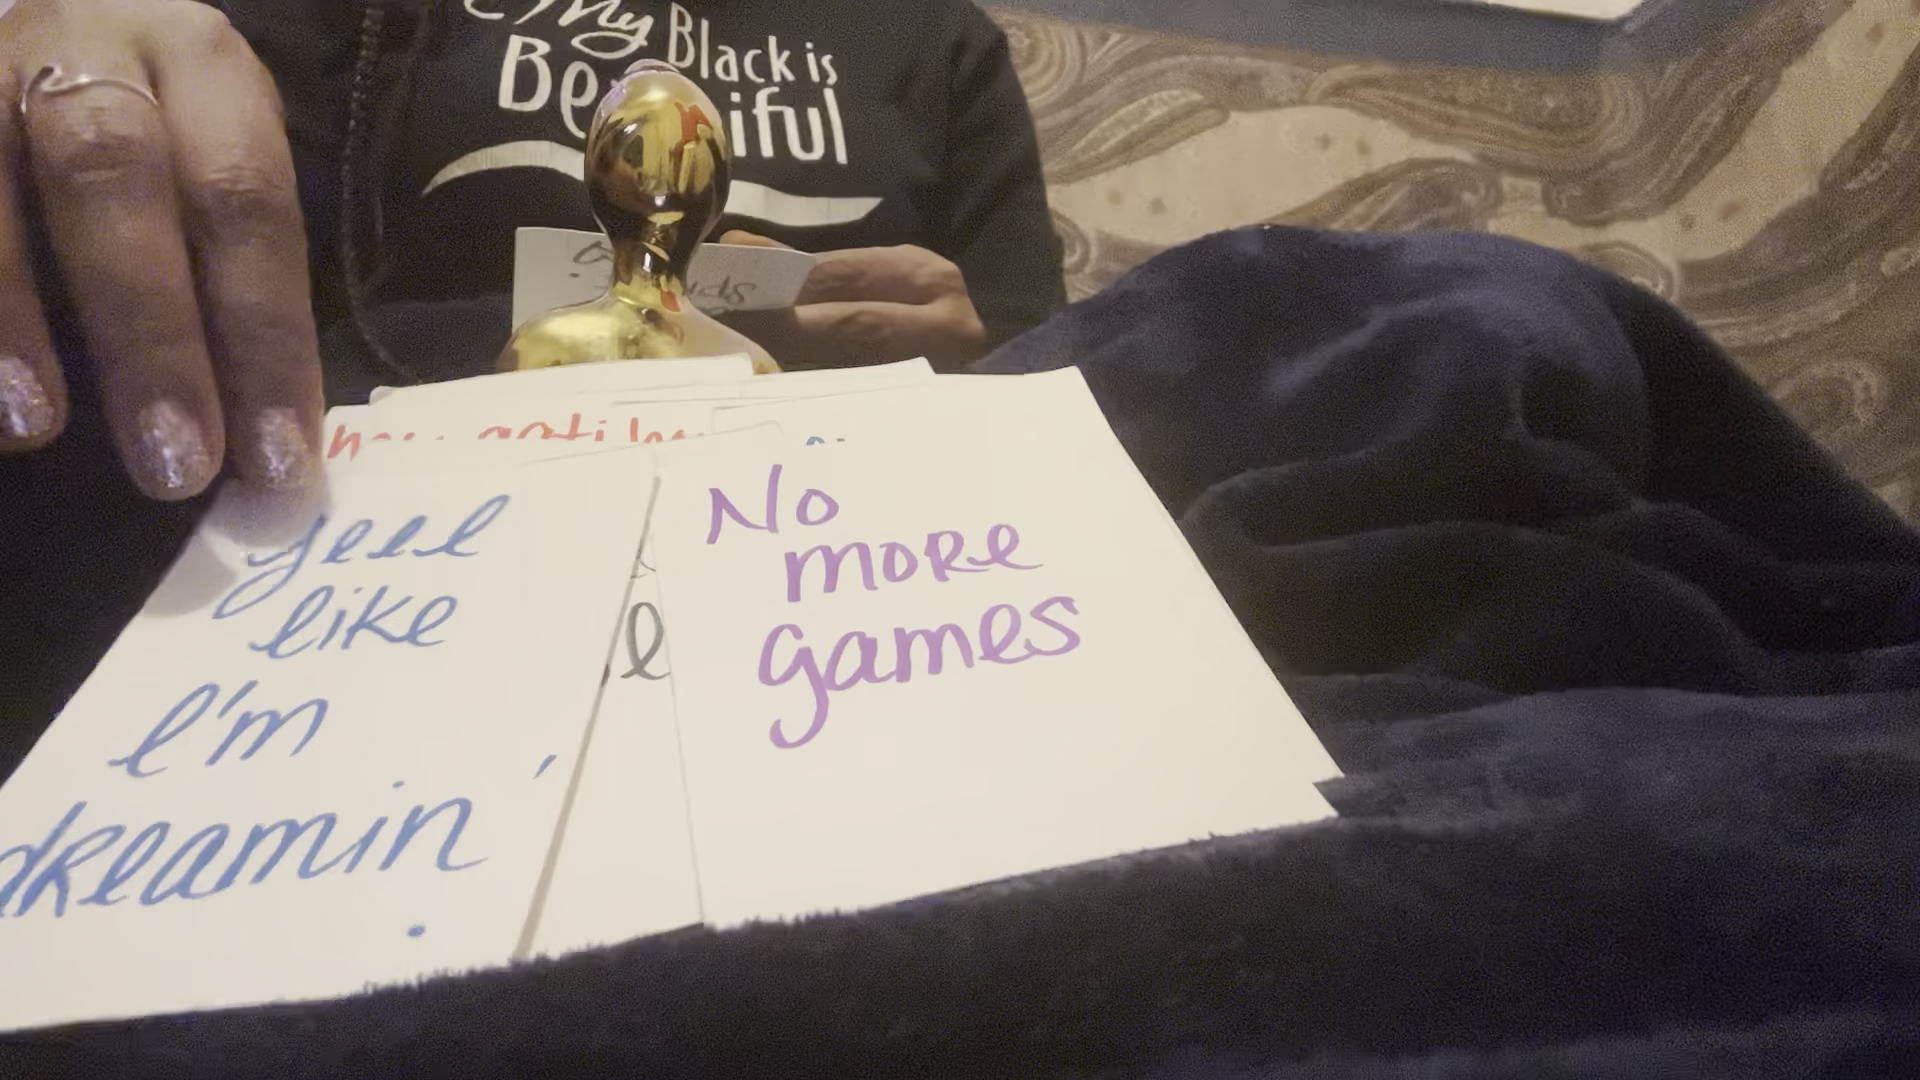 My Black is
Be iful
feel
like
I'm
dreamin'
No
more
games